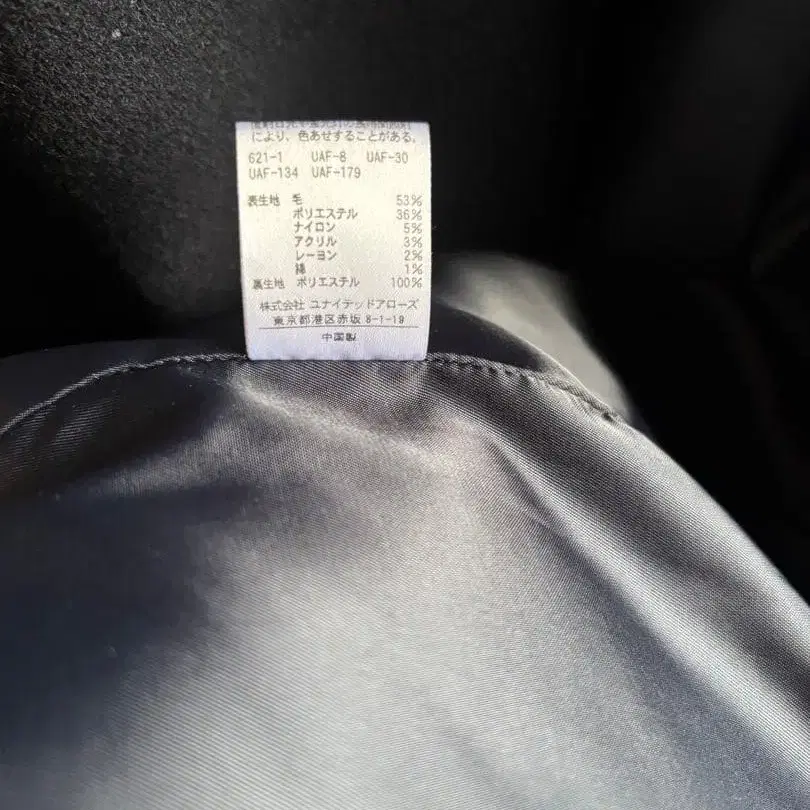 により、色あせすることがある。
621-1 UAF-8 UAF-30
UAF-134 UAF-179
表生地 毛 53%
ポリエステル 36%
ナイロン 5%
アクリル 3%
レーヨン 2%
綿 1%
裏生地 ポリエステル 100%
株式会社 ユナイテッドアローズ
東京都港区赤坂 8-1-19
中国製